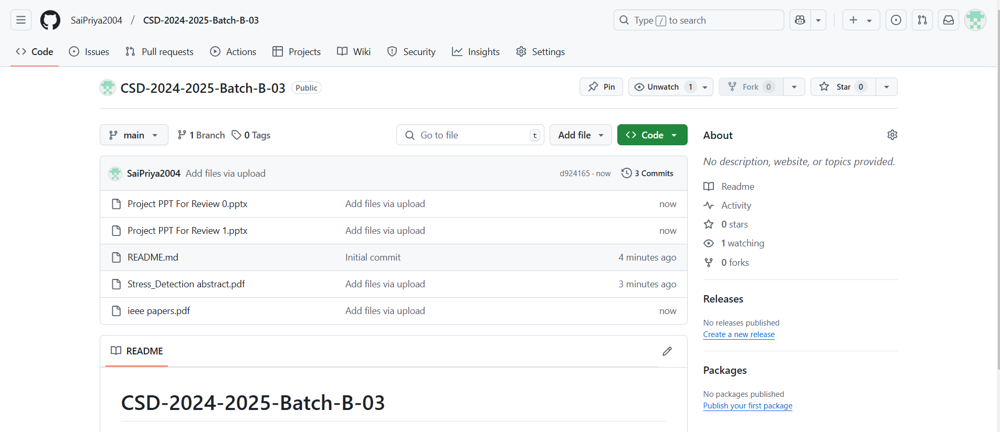 SaiPriya2004 / CSD-2024-2025-Batch-B-03
Type / to search
Code Issues Pull requests Actions Projects Wiki Security Insights Settings
CSD-2024-2025-Batch-B-03 Public
Pin Unwatch 1 Fork 0 Star 0
main 1 Branch 0 Tags Go to file t Add file Code
SaiPriya2004 Add files via upload d924165 · now 3 Commits
Project PPT For Review 0.pptx Add files via upload now
Project PPT For Review 1.pptx Add files via upload now
README.md Initial commit 4 minutes ago
Stress_Detection abstract.pdf Add files via upload 3 minutes ago
ieee papers.pdf Add files via upload now
README
CSD-2024-2025-Batch-B-03
About
No description, website, or topics provided.
Readme
Activity
0 stars
1 watching
0 forks
Releases
No releases published
Create a new release
Packages
No packages published
Publish your first package